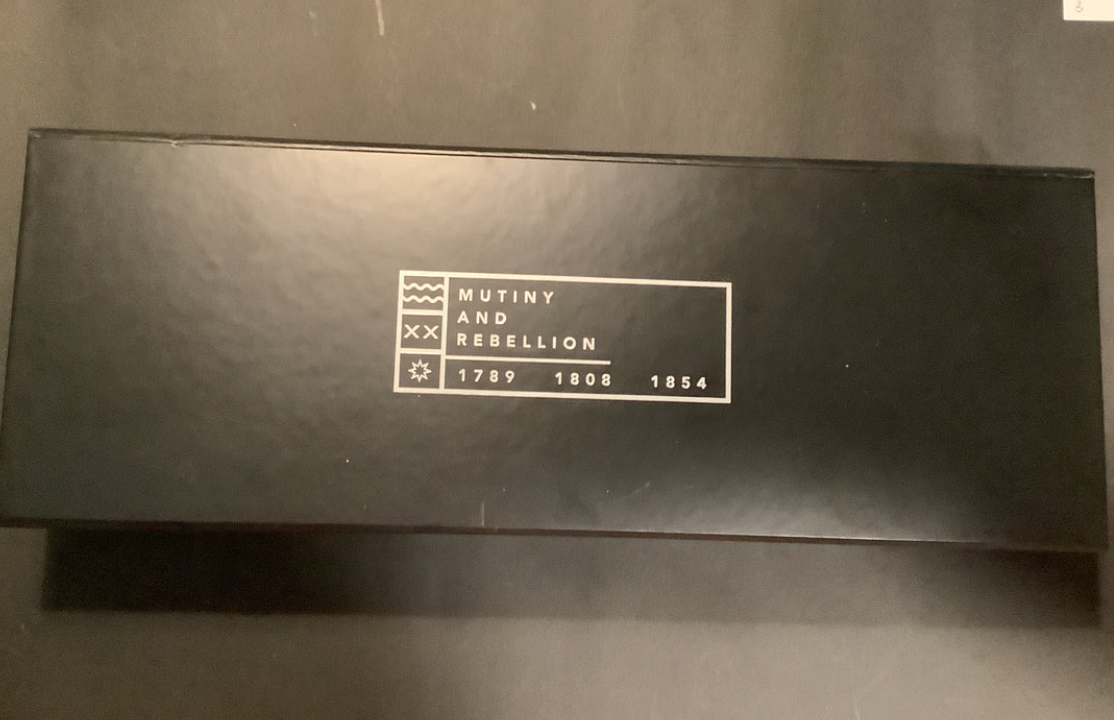 MUTINY
AND
REBELLION
1789 1808 1854